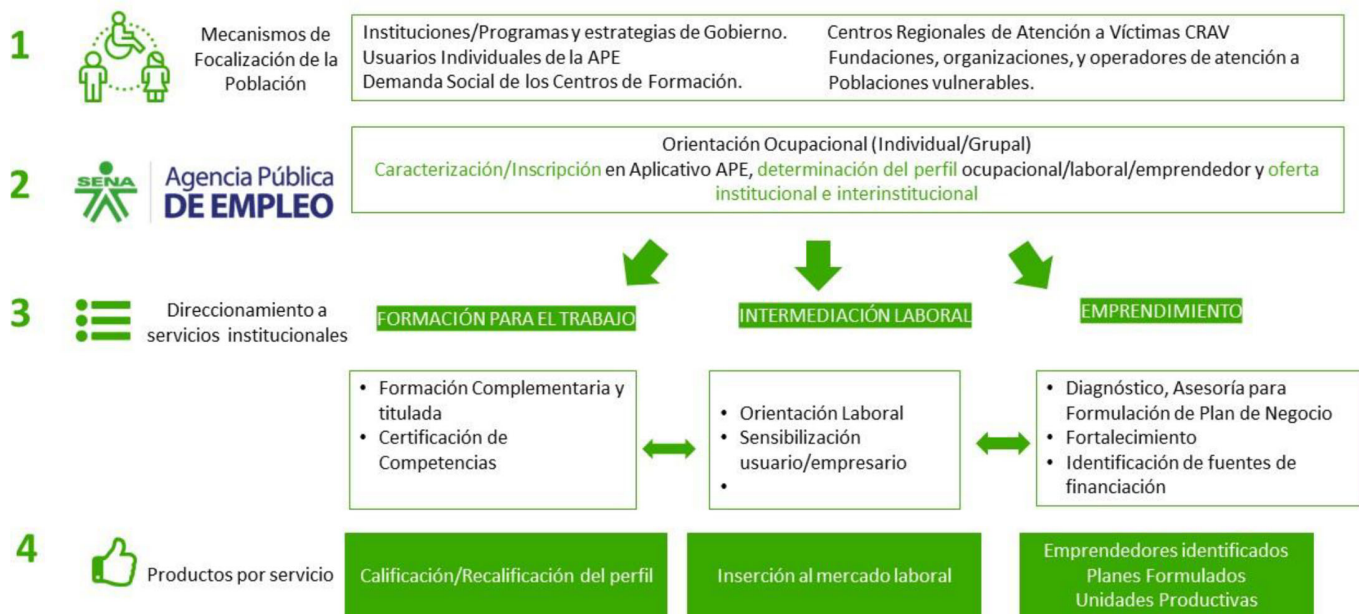 1
Mecanismos de
Focalización de la
Población
Instituciones/Programas y estrategias de Gobierno.
Usuarios Individuales de la APE
Demanda Social de los Centros de Formación.
Centros Regionales de Atención a Víctimas CRAV
Fundaciones, organizaciones, y operadores de atención a
Poblaciones vulnerables.
2
SENA
Agencia Pública
DE EMPLEO
Orientación Ocupacional (Individual/Grupal)
Caracterización/Inscripción en Aplicativo APE, determinación del perfil ocupacional/laboral/emprendedor y oferta
institucional e interinstitucional
3
Direccionamiento a
servicios institucionales
FORMACIÓN PARA EL TRABAJO
INTERMEDIACIÓN LABORAL
EMPRENDIMIENTO
• Formación Complementaria y
titulada
• Certificación de
Competencias
• Orientación Laboral
• Sensibilización
usuario/empresario
•
• Diagnóstico, Asesoría para
Formulación de Plan de Negocio
• Fortalecimiento
• Identificación de fuentes de
financiación
4
Productos por servicio
Calificación/Recalificación del perfil
Inserción al mercado laboral
Emprendedores identificados
Planes Formulados
Unidades Productivas